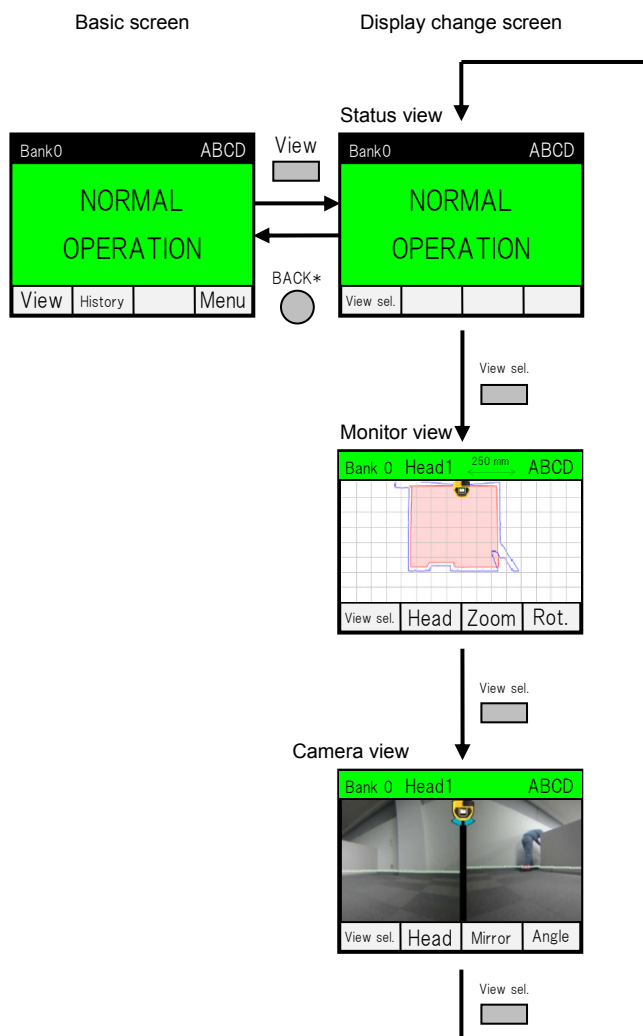 Basic screen
Display change screen
Status view
Bank0 ABCD
NORMAL
OPERATION
View History Menu
View
BACK*
Bank0 ABCD
NORMAL
OPERATION
View sel.
View sel.
Monitor view
Bank 0 Head1 250 mm ABCD
View sel. Head Zoom Rot.
View sel.
Camera view
Bank 0 Head1 ABCD
View sel. Head Mirror Angle
View sel.